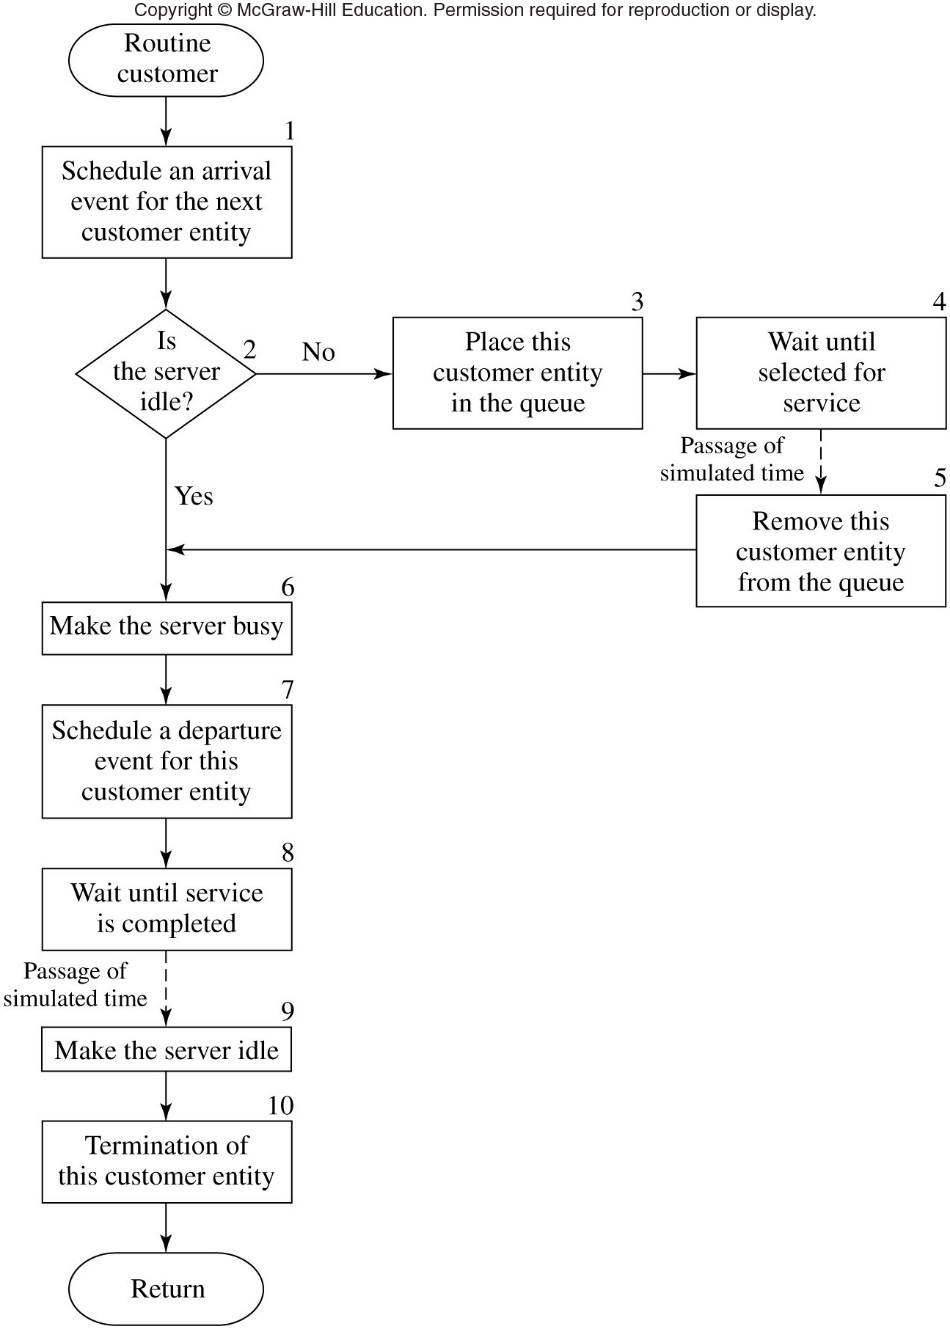 Copyright © McGraw-Hill Education. Permission required for reproduction or display.
Routine
customer
1
Schedule an arrival
event for the next
customer entity
Is
the server
idle?
2
No
3
Place this
customer entity
in the queue
4
Wait until
selected for
service
Passage of
simulated time
5
Remove this
customer entity
from the queue
Yes
6
Make the server busy
7
Schedule a departure
event for this
customer entity
8
Wait until service
is completed
Passage of
simulated time
9
Make the server idle
10
Termination of
this customer entity
Return